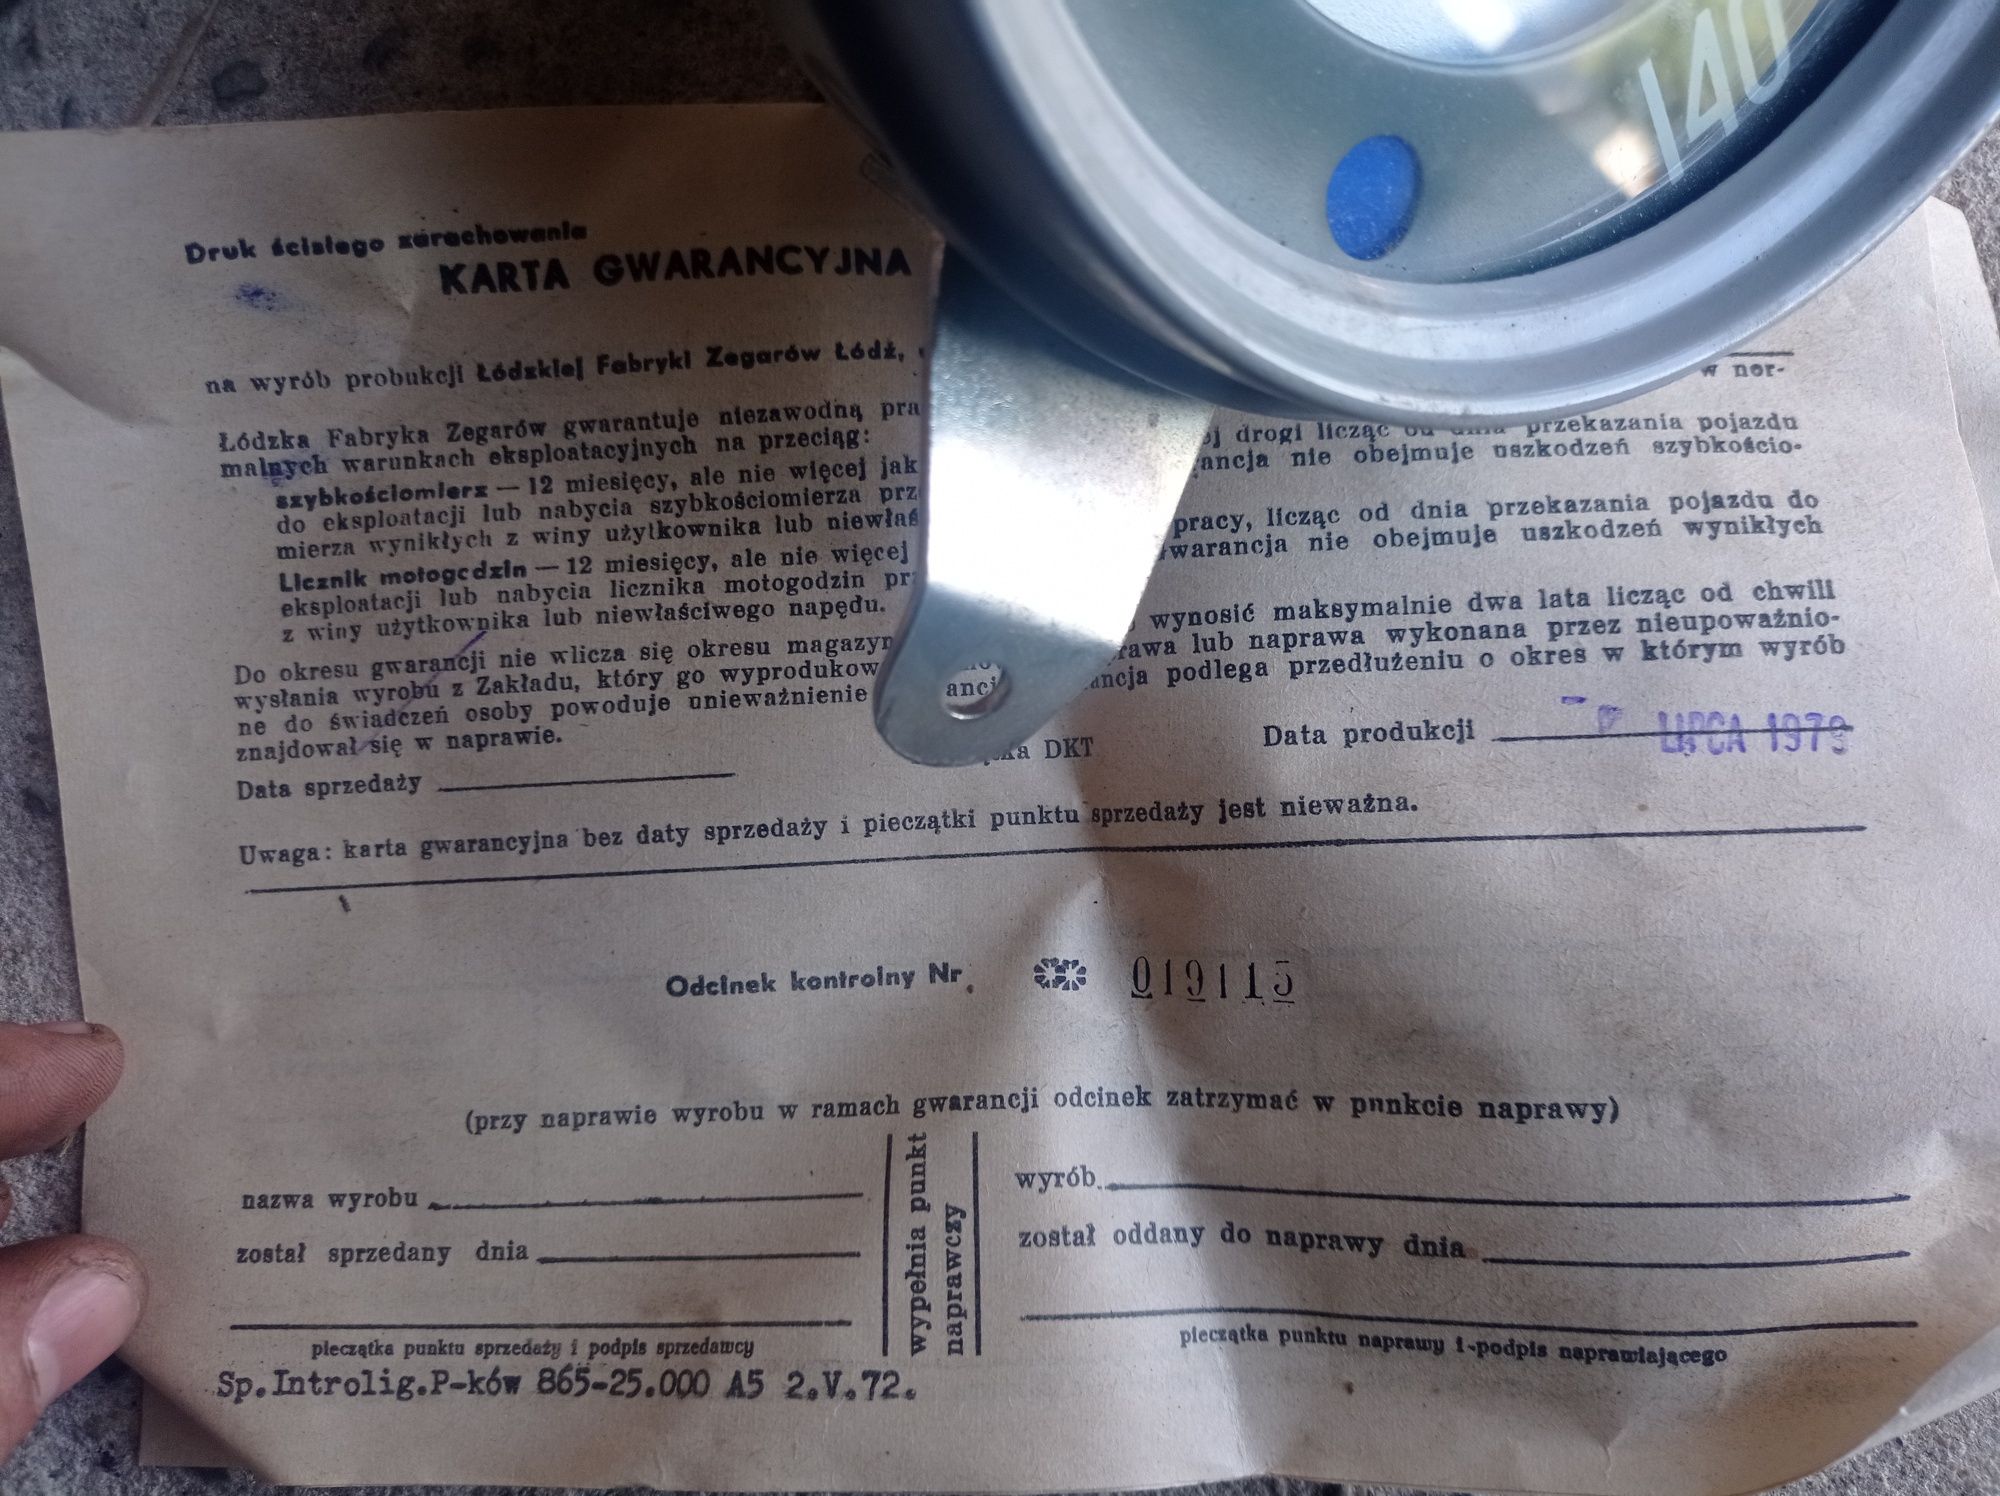 140
Druk ścisłego zarachowania
KARTA GWARANCYJNA
na wyrób probukcji Łódzkiej Fabryki Zegarów Łódź,
Łódzka Fabryka Zegarów gwarantuje niezawodną pra w nor-
malnych warunkach eksploatacyjnych na przeciąg:
szybkościomierz — 12 miesięcy, ale nie więcej jak drogi licząc od dnia przekazania pojazdu
do eksploatacji lub nabycia szybkościomierza prz ancja nie obejmuje uszkodzeń szybkościo-
mierza wynikłych z winy użytkownika lub niewłaś
Licznik motogodzin — 12 miesięcy, ale nie więcej pracy, licząc od dnia przekazania pojazdu do
eksploatacji lub nabycia licznika motogodzin prz warancja nie obejmuje uszkodzeń wynikłych
z winy użytkownika lub niewłaściwego napędu.
Do okresu gwarancji nie wlicza się okresu magazyn wynosić maksymalnie dwa lata licząc od chwili
wysłania wyrobu z Zakładu, który go wyprodukow rawa lub naprawa wykonana przez nieupoważnio-
ne do świadczeń osoby powoduje unieważnienie anci ancja podlega przedłużeniu o okres w którym wyrób
znajdował się w naprawie.
Data sprzedaży ka DKT Data produkcji LIPCA 1979
Uwaga: karta gwarancyjna bez daty sprzedaży i pieczątki punktu sprzedaży jest nieważna.
Odcinek kontrolny Nr 019115
(przy naprawie wyrobu w ramach gwarancji odcinek zatrzymać w punkcie naprawy)
nazwa wyrobu
został sprzedany dnia
pieczątka punktu sprzedaży i podpis sprzedawcy
wypełnia punkt
naprawczy
wyrób
został oddany do naprawy dnia
pieczątka punktu naprawy i-podpis naprawiającego
Sp.Introlig.P-ków 865-25.000 A5 2.V.72.